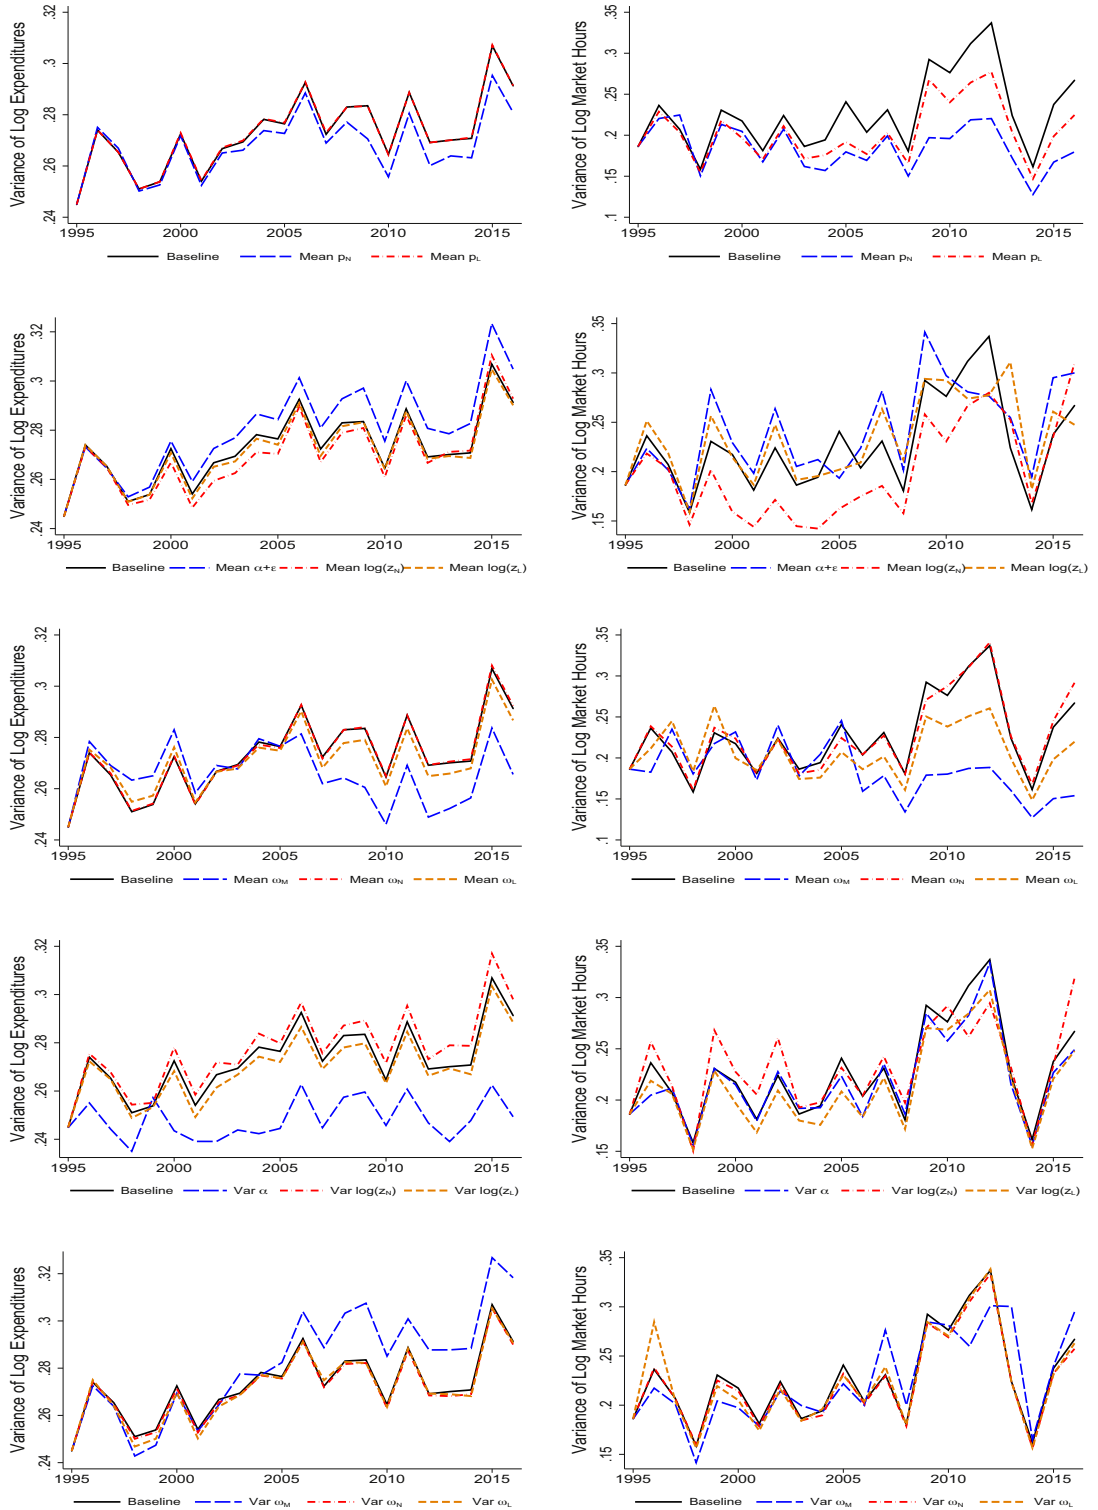 Variance of Log Expenditures
.24 .26 .28 .3 .32
1995 2000 2005 2010 2015
Baseline Mean pN Mean pL
Variance of Log Market Hours
.1 .15 .2 .25 .3 .35
1995 2000 2005 2010 2015
Baseline Mean pN Mean pL
Variance of Log Expenditures
.24 .26 .28 .3 .32
1995 2000 2005 2010 2015
Baseline Mean α+ε Mean log(zN) Mean log(zL)
Variance of Log Market Hours
.15 .2 .25 .3 .35
1995 2000 2005 2010 2015
Baseline Mean α+ε Mean log(zN) Mean log(zL)
Variance of Log Expenditures
.24 .26 .28 .3 .32
1995 2000 2005 2010 2015
Baseline Mean ωM Mean ωN Mean ωL
Variance of Log Market Hours
.1 .15 .2 .25 .3 .35
1995 2000 2005 2010 2015
Baseline Mean ωM Mean ωN Mean ωL
Variance of Log Expenditures
.24 .26 .28 .3 .32
1995 2000 2005 2010 2015
Baseline Var α Var log(zN) Var log(zL)
Variance of Log Market Hours
.15 .2 .25 .3 .35
1995 2000 2005 2010 2015
Baseline Var α Var log(zN) Var log(zL)
Variance of Log Expenditures
.24 .26 .28 .3 .32
1995 2000 2005 2010 2015
Baseline Var ωM Var ωN Var ωL
Variance of Log Market Hours
.15 .2 .25 .3 .35
1995 2000 2005 2010 2015
Baseline Var ωM Var ωN Var ωL